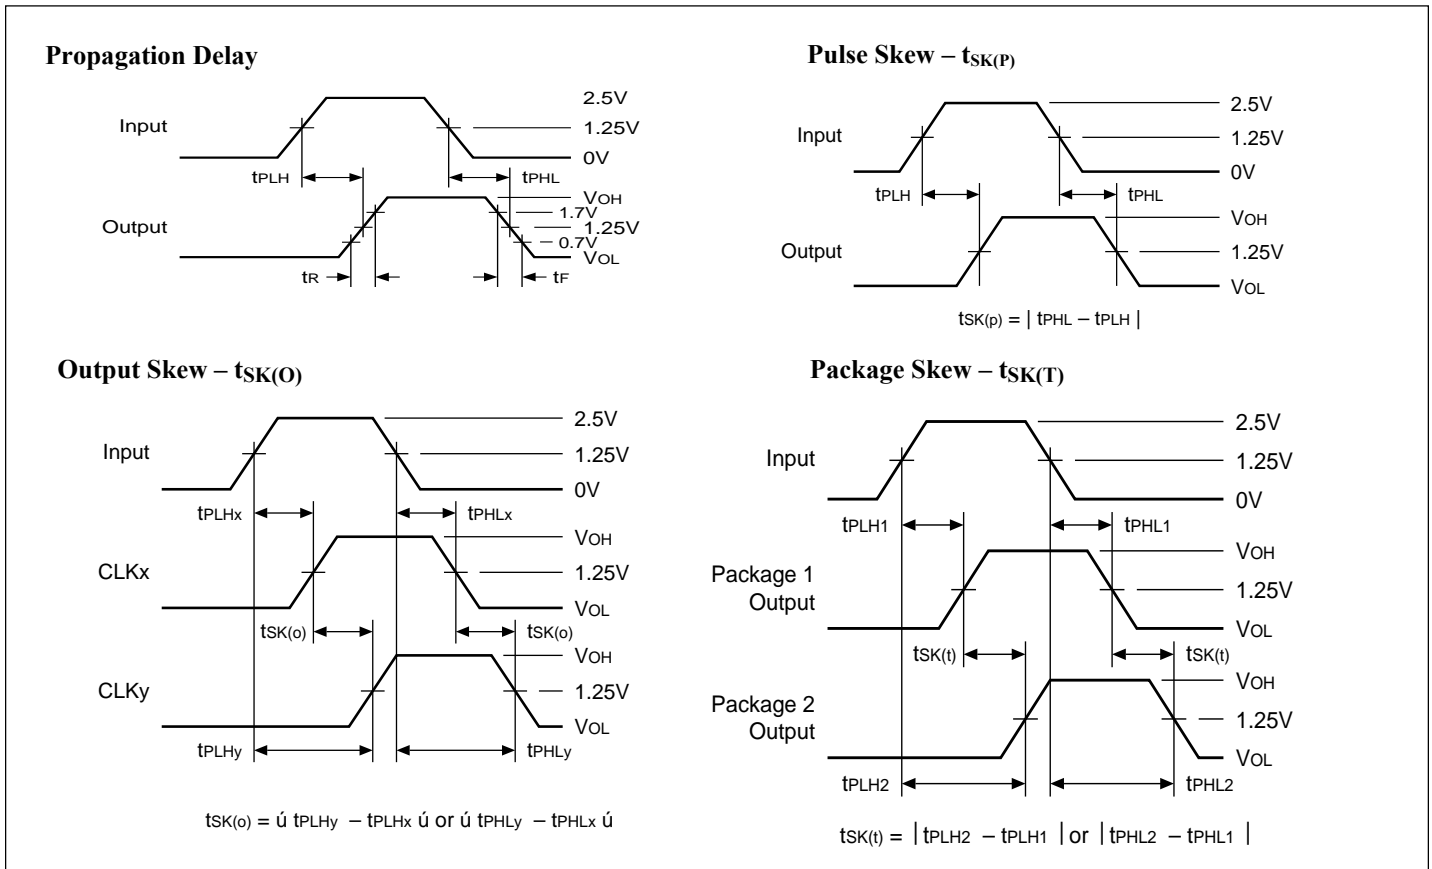 Propagation Delay
2.5V
Input
1.25V
0V
tPLH
tPHL
VOH
1.7V
Output
1.25V
0.7V
VOL
tR
tF
Pulse Skew – tSK(P)
2.5V
Input
1.25V
0V
tPLH
tPHL
VOH
Output
1.25V
VOL
tSK(p) = | tPHL – tPLH |
Output Skew – tSK(O)
2.5V
Input
1.25V
0V
tPLHx
tPHLx
VOH
CLKx
1.25V
VOL
tSK(o)
tSK(o)
VOH
CLKy
1.25V
VOL
tPLHy
tPHLy
tSK(o) = ú tPLHy – tPLHx ú or ú tPHLy – tPHLx ú
Package Skew – tSK(T)
2.5V
Input
1.25V
0V
tPLH1
tPHL1
VOH
Package 1
Output
1.25V
VOL
tSK(t)
tSK(t)
VOH
Package 2
Output
1.25V
VOL
tPLH2
tPHL2
tSK(t) = | tPLH2 – tPLH1 | or | tPHL2 – tPHL1 |